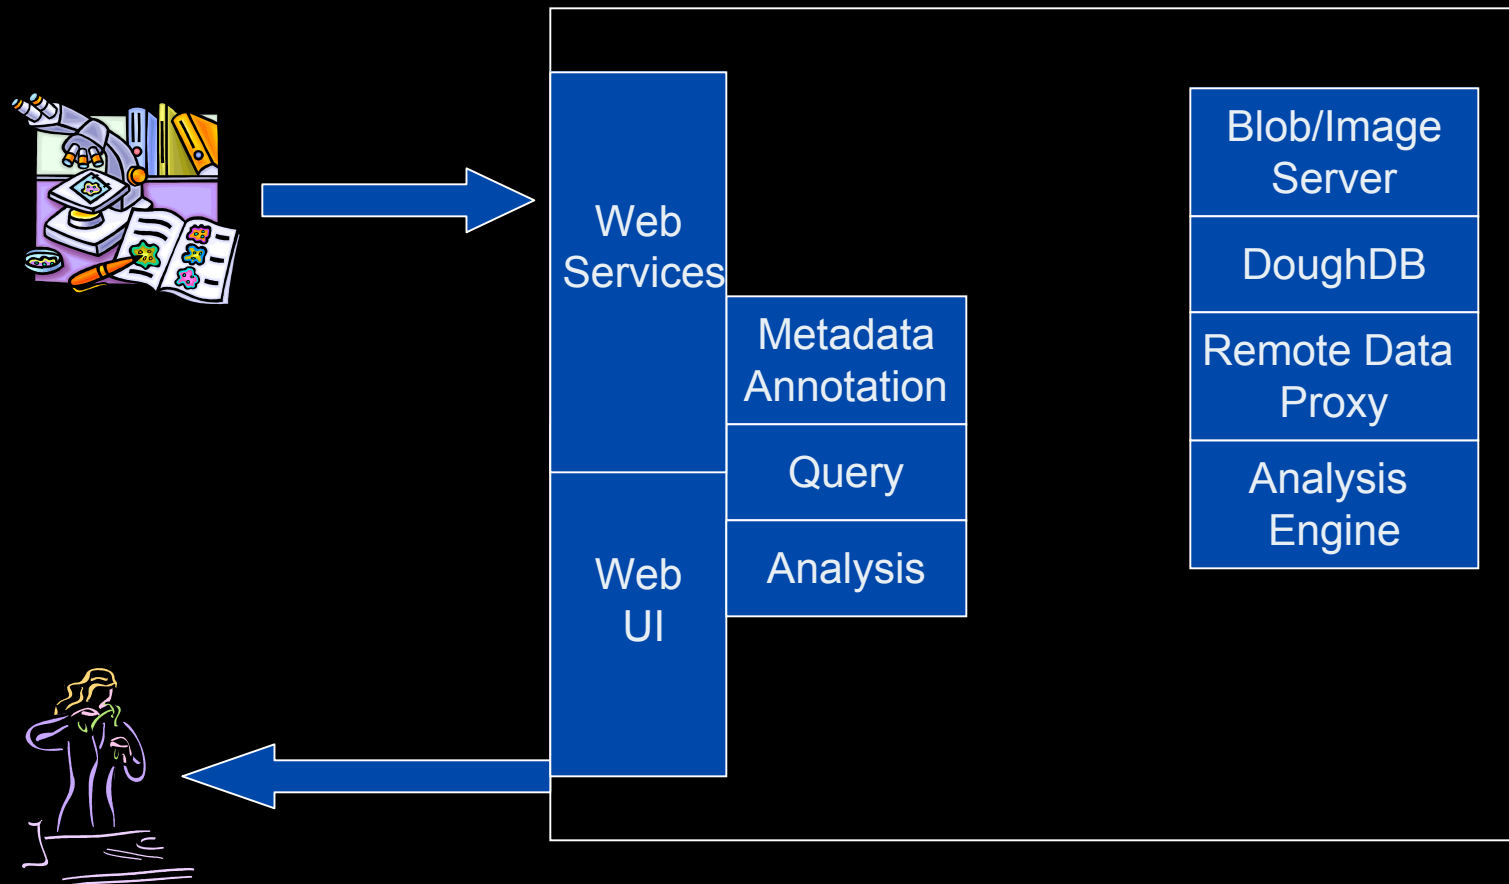 Web
Services
Web
UI
Metadata
Annotation
Query
Analysis
Blob/Image
Server
DoughDB
Remote Data
Proxy
Analysis
Engine